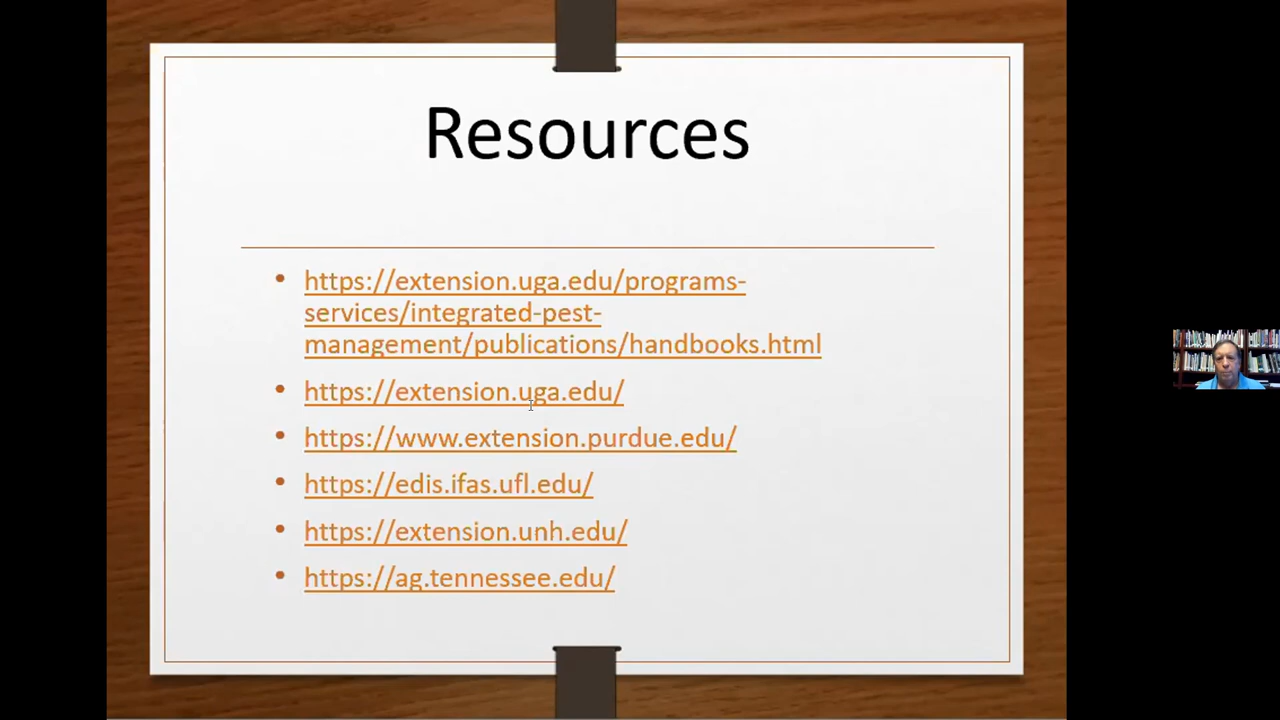 Resources
• https://extension.uga.edu/programs-
services/integrated-pest-
management/publications/handbooks.html
• https://extension.uga.edu/
• https://www.extension.purdue.edu/
• https://edis.ifas.ufl.edu/
• https://extension.unh.edu/
• https://ag.tennessee.edu/